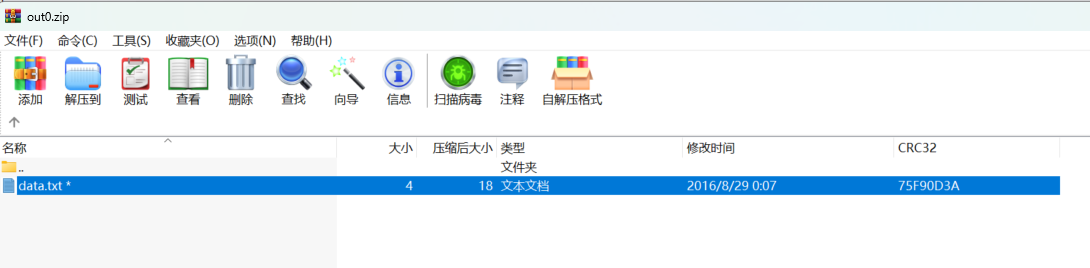 out0.zip
文件(F) 命令(C) 工具(S) 收藏夹(O) 选项(N) 帮助(H)
添加 解压到 测试 查看 删除 查找 向导 信息 扫描病毒 注释 自解压格式
名称 大小 压缩后大小 类型 修改时间 CRC32
.. 文件夹
data.txt * 4 18 文本文档 2016/8/29 0:07 75F90D3A